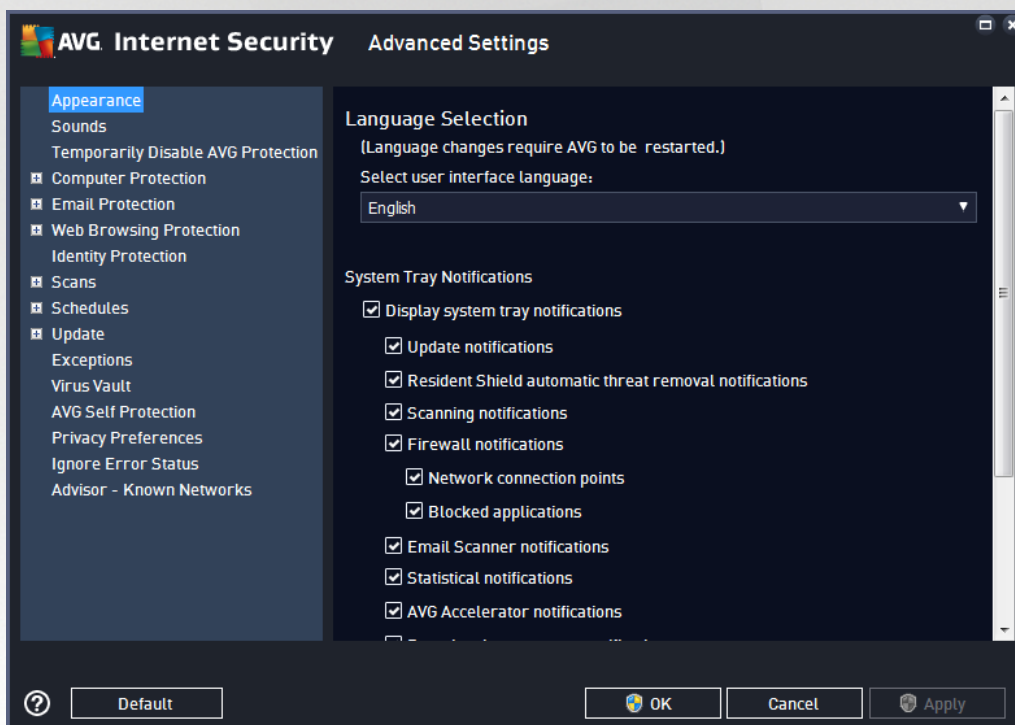 AVG. Internet Security Advanced Settings
Appearance
Sounds
Temporarily Disable AVG Protection
Computer Protection
Email Protection
Web Browsing Protection
Identity Protection
Scans
Schedules
Update
Exceptions
Virus Vault
AVG Self Protection
Privacy Preferences
Ignore Error Status
Advisor - Known Networks
Language Selection
(Language changes require AVG to be restarted.)
Select user interface language:
English
System Tray Notifications
Display system tray notifications
Update notifications
Resident Shield automatic threat removal notifications
Scanning notifications
Firewall notifications
Network connection points
Blocked applications
Email Scanner notifications
Statistical notifications
AVG Accelerator notifications
Default
OK
Cancel
Apply